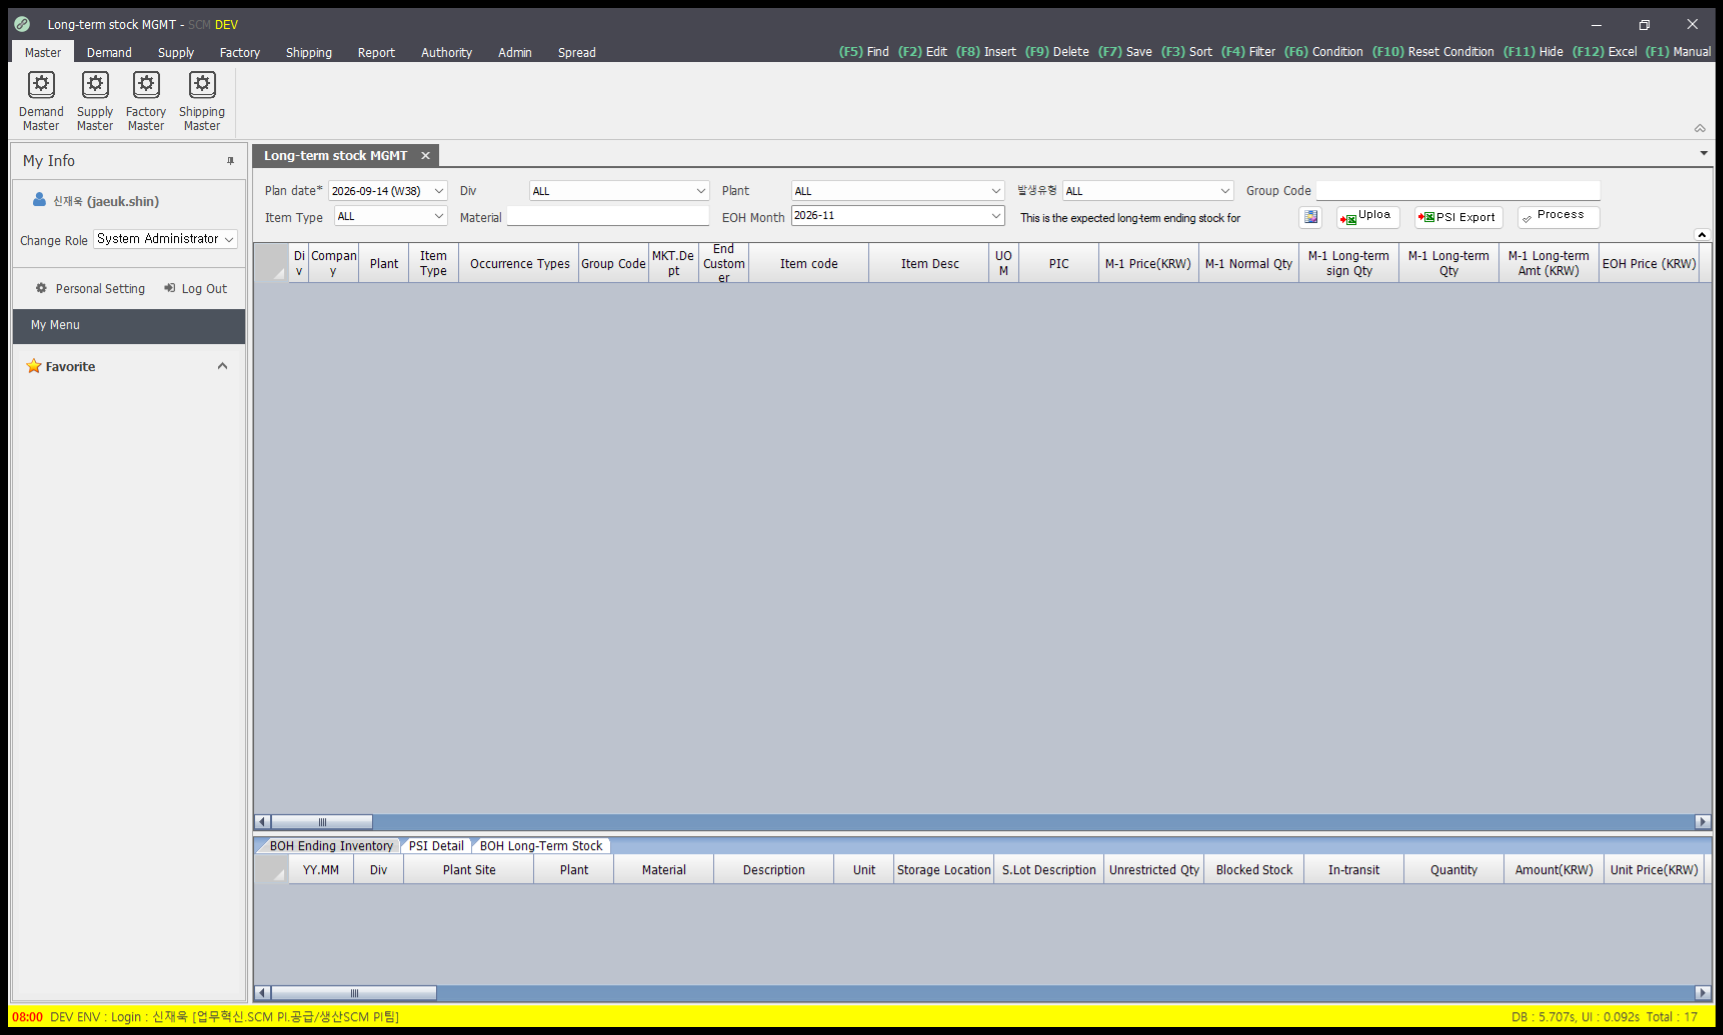 Long-term stock MGMT - SCM DEV
Master Demand Supply Factory Shipping Report Authority Admin Spread (F5) Find (F2) Edit (F8) Insert (F9) Delete (F7) Save (F3) Sort (F4) Filter (F6) Condition (F10) Reset Condition (F11) Hide (F12) Excel (F1) Manual
Demand Master
Supply Master
Factory Master
Shipping Master
My Info
신재욱 (jaeuk.shin)
Change Role System Administrator
Personal Setting Log Out
My Menu
Favorite
Long-term stock MGMT
Plan date* 2026-09-14 (W38) Div ALL Plant ALL 발생유형 ALL Group Code
Item Type ALL Material EOH Month 2026-11 This is the expected long-term ending stock for Uploa PSI Export Process
Div Company Plant Item Type Occurrence Types Group Code MKT.Dept End Customer Item code Item Desc UOM PIC M-1 Price(KRW) M-1 Normal Qty M-1 Long-term sign Qty M-1 Long-term Qty M-1 Long-term Amt (KRW) EOH Price (KRW)
BOH Ending Inventory PSI Detail BOH Long-Term Stock
YY.MM Div Plant Site Plant Material Description Unit Storage Location S.Lot Description Unrestricted Qty Blocked Stock In-transit Quantity Amount(KRW) Unit Price(KRW)
08:00 DEV ENV : Login : 신재욱 [업무혁신.SCM PI.공급/생산SCM PI팀] DB : 5.707s, UI : 0.092s Total : 17